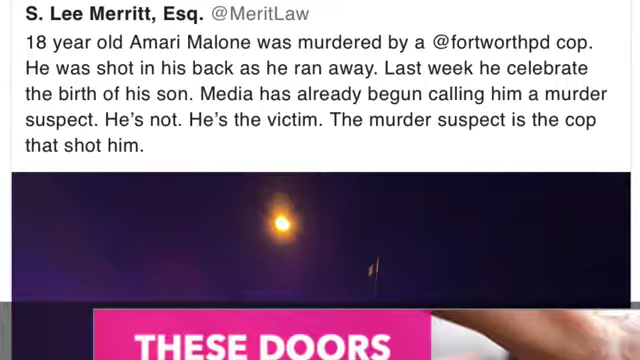 S. Lee Merritt, Esq. @MeritLaw
18 year old Amari Malone was murdered by a @fortworthpd cop.
He was shot in his back as he ran away. Last week he celebrate
the birth of his son. Media has already begun calling him a murder
suspect. He's not. He's the victim. The murder suspect is the cop
that shot him.
THESE DOORS